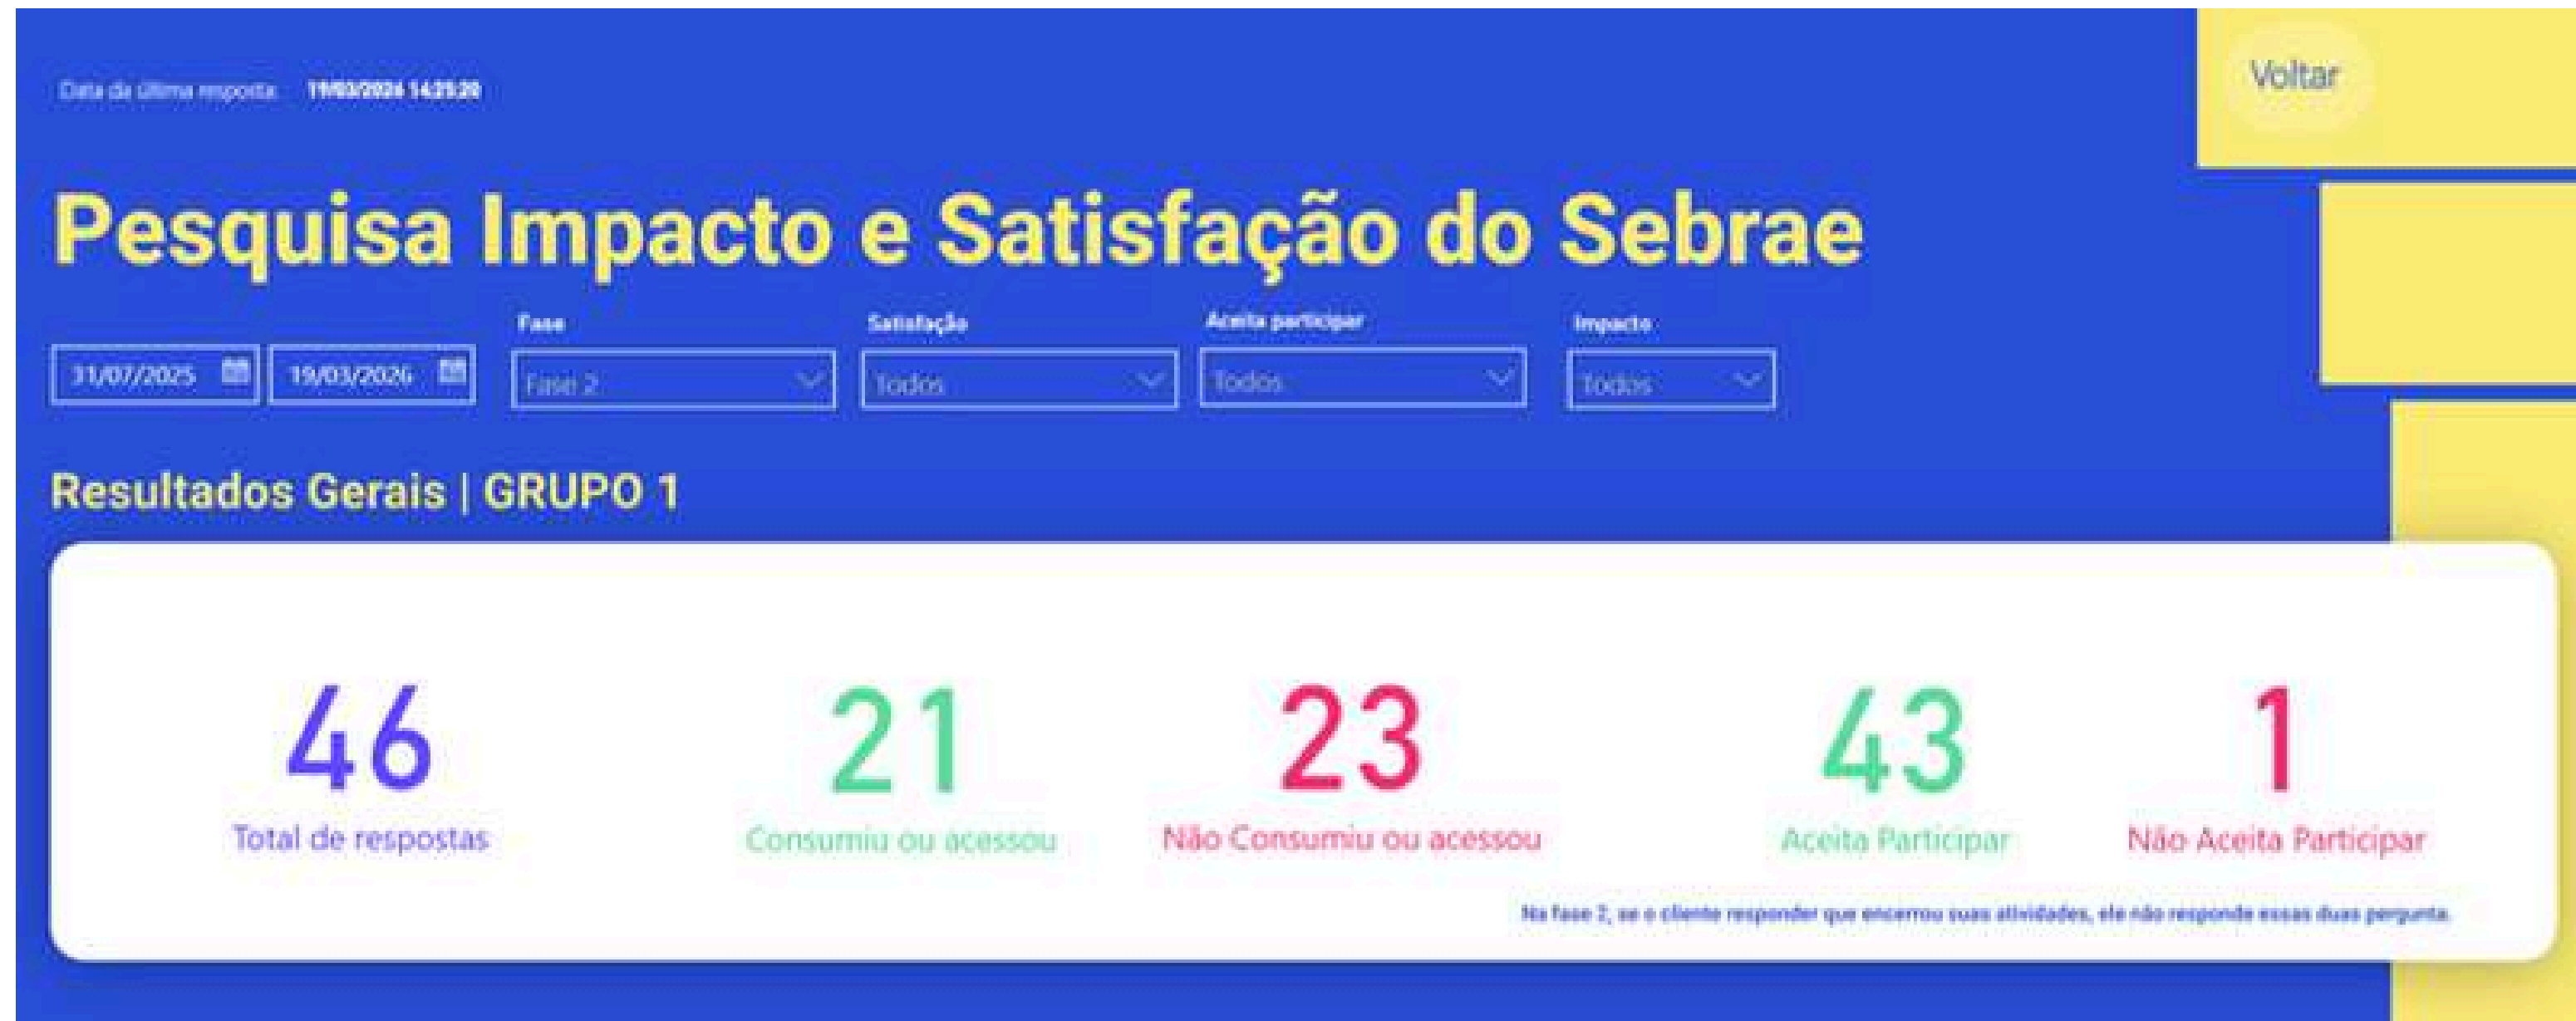 Data da última resposta 19/03/2026 14:25:20
Voltar
Pesquisa Impacto e Satisfação do Sebrae
Fase Satisfação Aceita participar Impacto
31/07/2025 19/03/2026 Fase 2 Todos Todos Todos
Resultados Gerais | GRUPO 1
46 21 23 43 1
Total de respostas Consumiu ou acessou Não Consumiu ou acessou Aceita Participar Não Aceita Participar
Na fase 2, se o cliente responder que encerrou suas atividades, ele não responde essas duas pergunta.